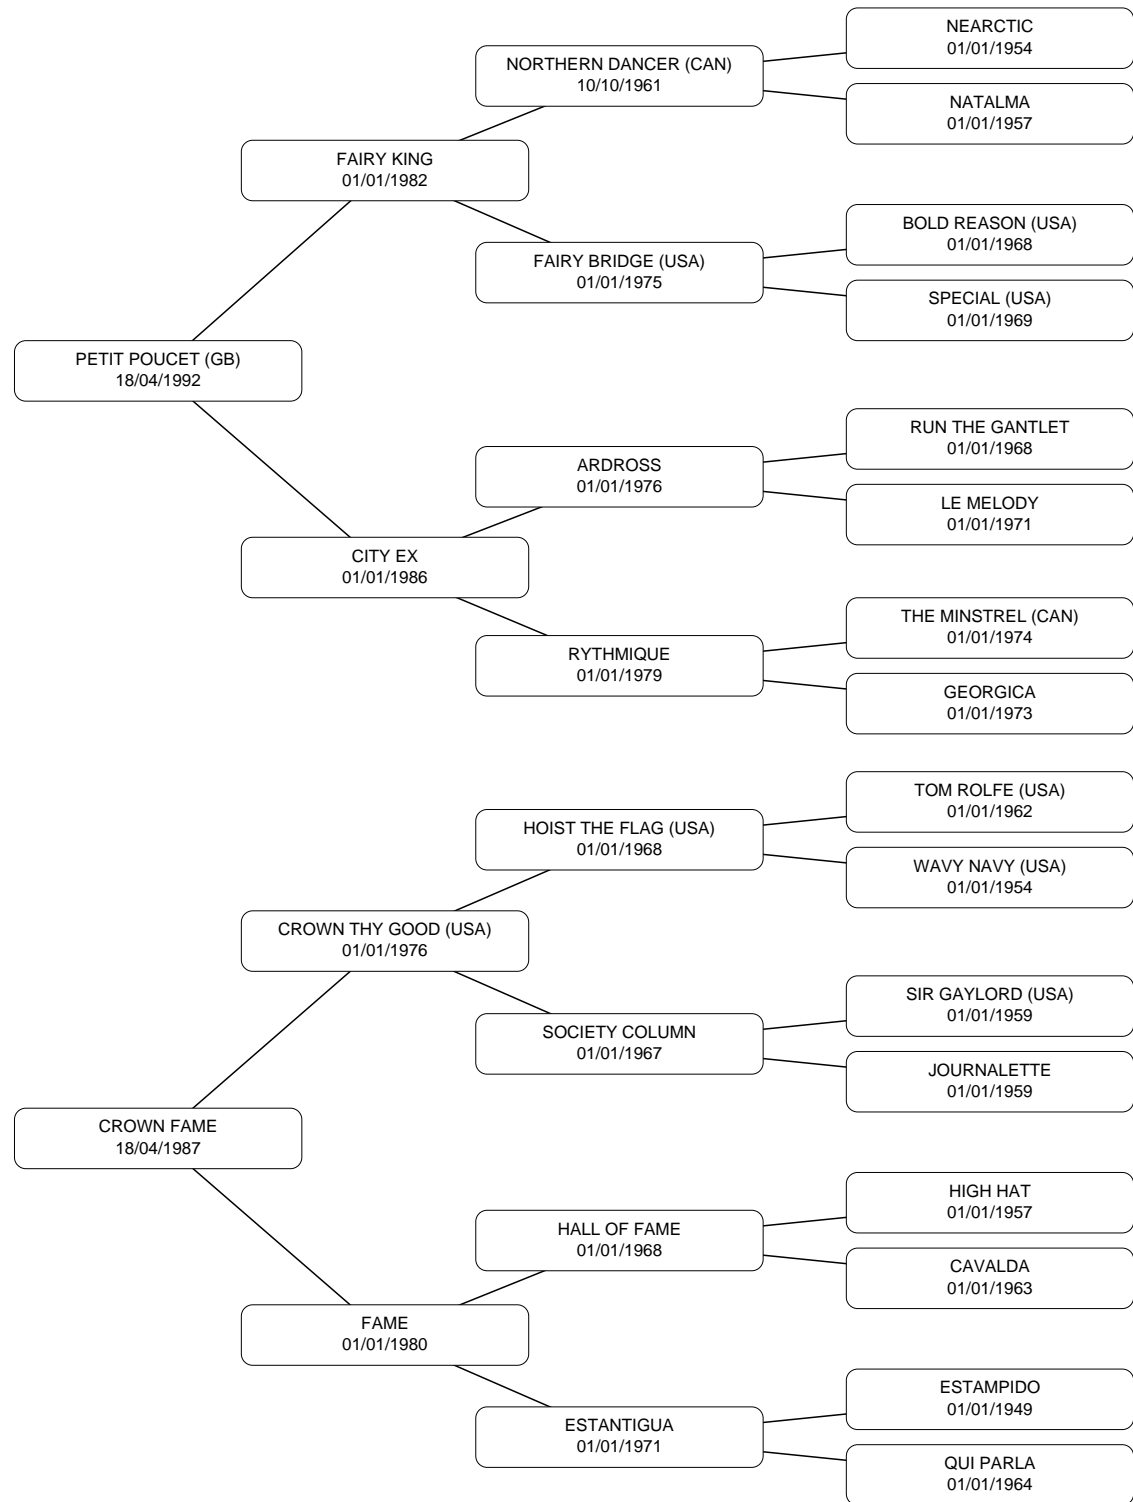 NEARCTIC
01/01/1954
NORTHERN DANCER (CAN)
10/10/1961
NATALMA
01/01/1957
FAIRY KING
01/01/1982
BOLD REASON (USA)
01/01/1968
FAIRY BRIDGE (USA)
01/01/1975
SPECIAL (USA)
01/01/1969
PETIT POUCET (GB)
18/04/1992
RUN THE GANTLET
01/01/1968
ARDROSS
01/01/1976
LE MELODY
01/01/1971
CITY EX
01/01/1986
THE MINSTREL (CAN)
01/01/1974
RYTHMIQUE
01/01/1979
GEORGICA
01/01/1973
TOM ROLFE (USA)
01/01/1962
HOIST THE FLAG (USA)
01/01/1968
WAVY NAVY (USA)
01/01/1954
CROWN THY GOOD (USA)
01/01/1976
SIR GAYLORD (USA)
01/01/1959
SOCIETY COLUMN
01/01/1967
JOURNALETTE
01/01/1959
CROWN FAME
18/04/1987
HIGH HAT
01/01/1957
HALL OF FAME
01/01/1968
CAVALDA
01/01/1963
FAME
01/01/1980
ESTAMPIDO
01/01/1949
ESTANTIGUA
01/01/1971
QUI PARLA
01/01/1964